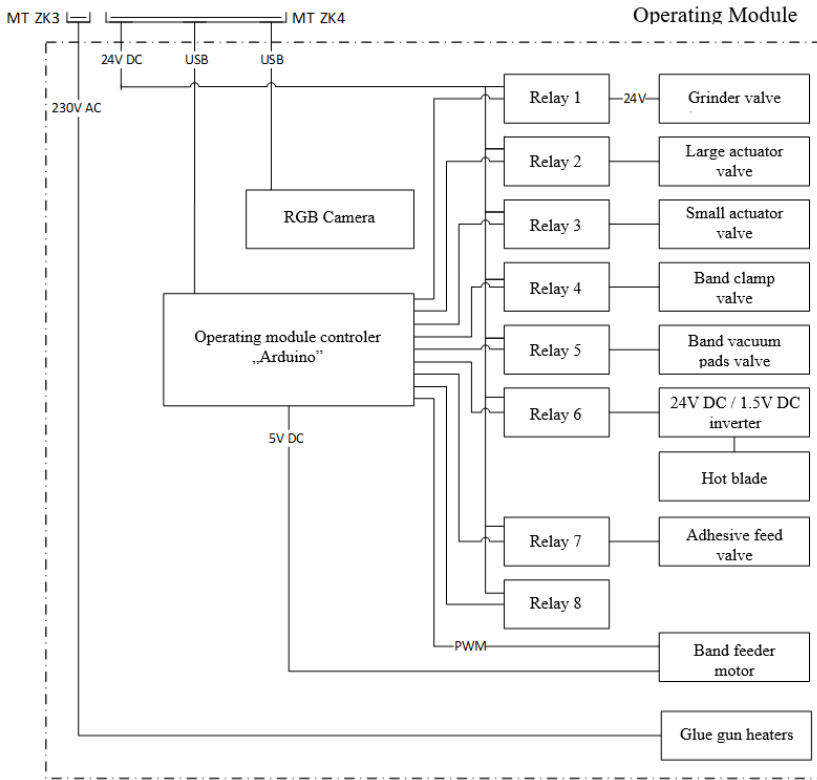 MT ZK3
MT ZK4
Operating Module
24V DC
USB
USB
230V AC
Relay 1
24V
Grinder valve
Relay 2
Large actuator
valve
RGB Camera
Relay 3
Small actuator
valve
Relay 4
Band clamp
valve
Operating module controler
„Arduino”
Relay 5
Band vacuum
pads valve
Relay 6
24V DC / 1.5V DC
inverter
5V DC
Hot blade
Relay 7
Adhesive feed
valve
Relay 8
PWM
Band feeder
motor
Glue gun heaters